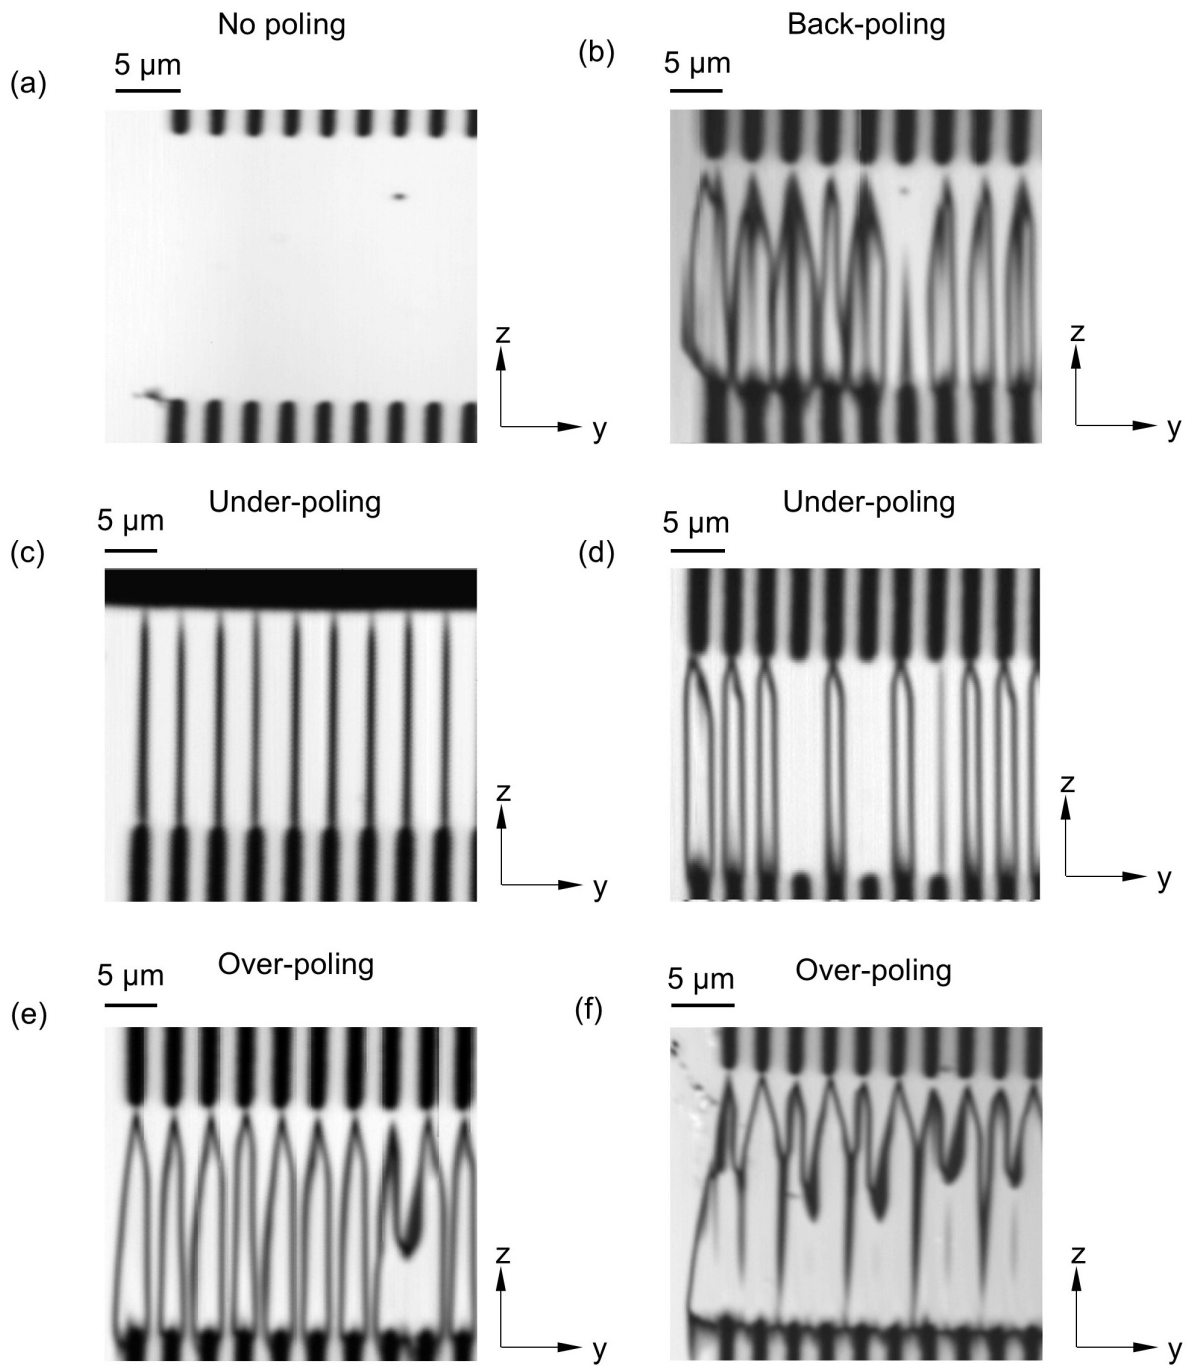 No poling
Back-poling
(a)
5 µm
(b)
5 µm
z
y
z
y
Under-poling
Under-poling
(c)
5 µm
(d)
5 µm
z
y
z
y
Over-poling
Over-poling
(e)
5 µm
(f)
5 µm
z
y
z
y